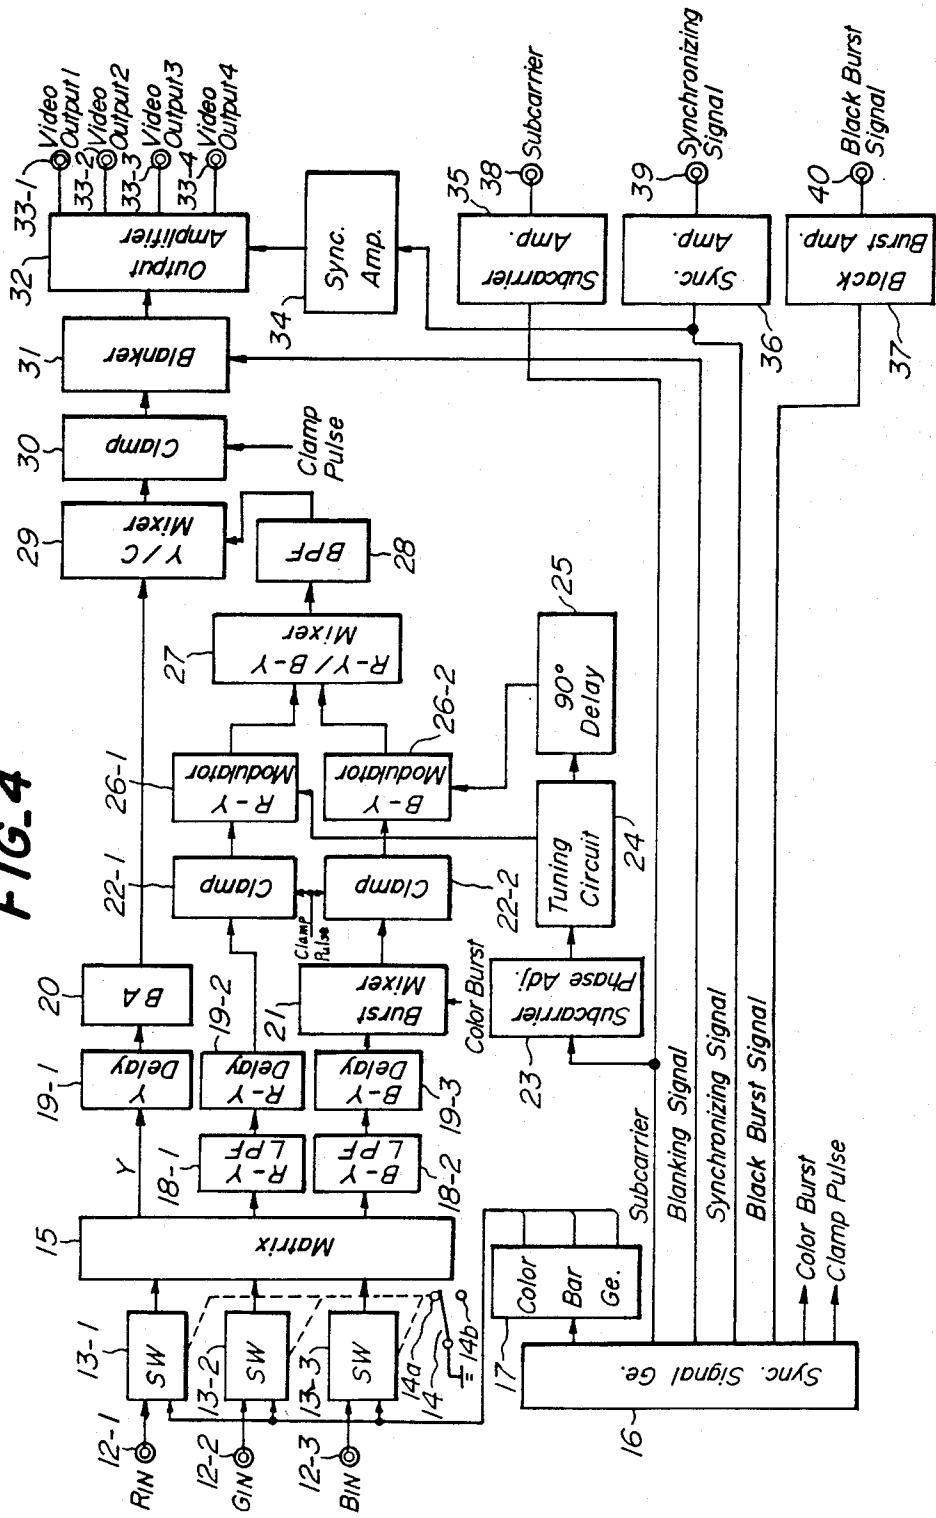 FIG_4
12-1
RIN
12-2
GIN
12-3
BIN
13-1
SW
13-2
SW
13-3
SW
14a
14
14b
15
Matrix
Y
16
Sync. Signal Ge.
17
Color
Bar
Ge.
18-1
R-Y
LPF
18-2
B-Y
LPF
19-1
Y
Delay
19-2
R-Y
Delay
19-3
B-Y
Delay
20
BA
21
Burst
Mixer
Color Burst
22-1
Clamp
Clamp
Pulse
22-2
Clamp
23
Subcarrier
Phase Adj.
24
Tuning
Circuit
25
90°
Delay
26-1
R-Y
Modulator
26-2
B-Y
Modulator
27
R-Y/B-Y
Mixer
28
BPF
29
Y/C
Mixer
30
Clamp
Clamp
Pulse
31
Blanker
32
Output
Amplifier
33-1
Video
Output1
33-2
Video
Output2
33-3
Video
Output3
33-4
Video
Output4
34
Sync.
Amp.
35
Subcarrier
Amp.
38
Subcarrier
36
Sync.
Amp.
39
Synchronizing
Signal
37
Black
Burst Amp.
40
Black Burst
Signal
Subcarrier
Blanking Signal
Synchronizing Signal
Black Burst Signal
Color Burst
Clamp Pulse